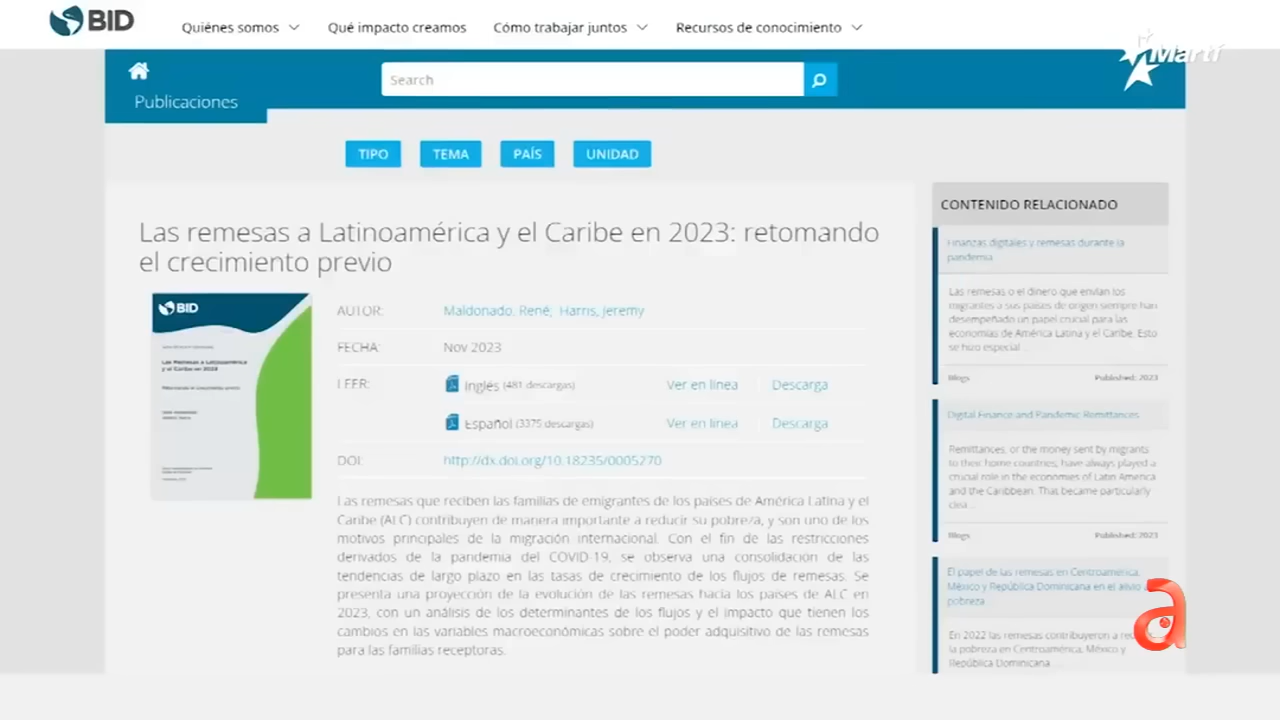 BID
Quiénes somos
Qué impacto creamos
Cómo trabajar juntos
Recursos de conocimiento
Martí
Publicaciones
Search
TIPO
TEMA
PAÍS
UNIDAD
Las remesas a Latinoamérica y el Caribe en 2023: retomando
el crecimiento previo
BID
Las Remesas a Latinoamérica
y el Caribe en 2023
AUTOR:
Maldonado, René; Harris, Jeremy
FECHA:
Nov 2023
LEER:
Inglés (481 descargas)
Ver en línea
Descarga
Español (3375 descargas)
Ver en línea
Descarga
DOI:
http://dx.doi.org/10.18235/0005270
Las remesas que reciben las familias de emigrantes de los países de América Latina y el
Caribe (ALC) contribuyen de manera importante a reducir su pobreza, y son uno de los
motivos principales de la migración internacional. Con el fin de las restricciones
derivados de la pandemia del COVID-19, se observa una consolidación de las
tendencias de largo plazo en las tasas de crecimiento de los flujos de remesas. Se
presenta una proyección de la evolución de las remesas hacia los países de ALC en
2023, con un análisis de los determinantes de los flujos y el impacto que tienen los
cambios en las variables macroeconómicas sobre el poder adquisitivo de las remesas
para las familias receptoras.
CONTENIDO RELACIONADO
Finanzas digitales y remesas durante la
pandemia
Las remesas o el dinero que envían los
migrantes a sus países de origen siempre han
desempeñado un papel crucial para las
economías de América Latina y el Caribe. Esto
se hizo especial...
Blogs
Published: 2023
Digital Finance and Pandemic Remittances
Remittances, or the money sent by migrants
to their home countries, have always played a
crucial role in the economies of Latin America
and the Caribbean. That became particularly
clea...
Blogs
Published: 2023
El papel de las remesas en Centroamérica,
México y República Dominicana en el alivio
pobreza
En 2022 las remesas contribuyeron a
la pobreza en Centroamérica, México y
República Dominicana...
a